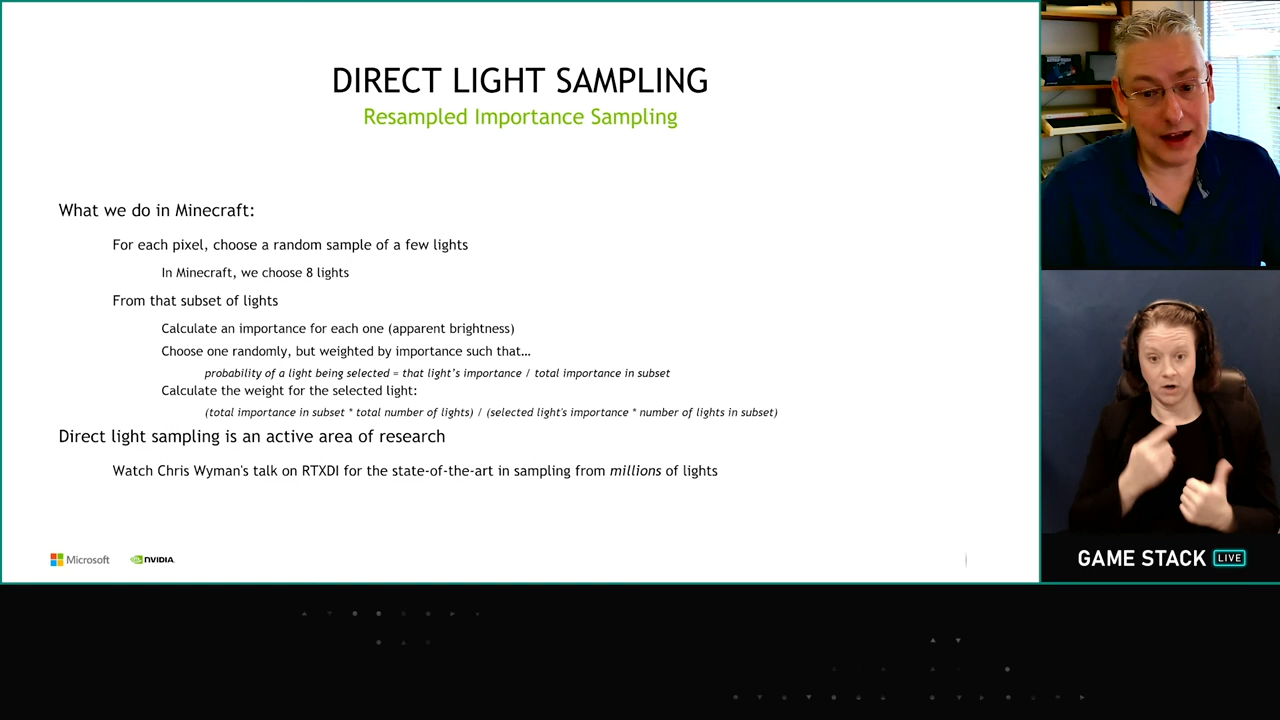 DIRECT LIGHT SAMPLING
Resampled Importance Sampling
What we do in Minecraft:
For each pixel, choose a random sample of a few lights
In Minecraft, we choose 8 lights
From that subset of lights
Calculate an importance for each one (apparent brightness)
Choose one randomly, but weighted by importance such that…
probability of a light being selected = that light's importance / total importance in subset
Calculate the weight for the selected light:
(total importance in subset * total number of lights) / (selected light's importance * number of lights in subset)
Direct light sampling is an active area of research
Watch Chris Wyman's talk on RTXDI for the state-of-the-art in sampling from millions of lights
Microsoft NVIDIA
GAME STACK LIVE